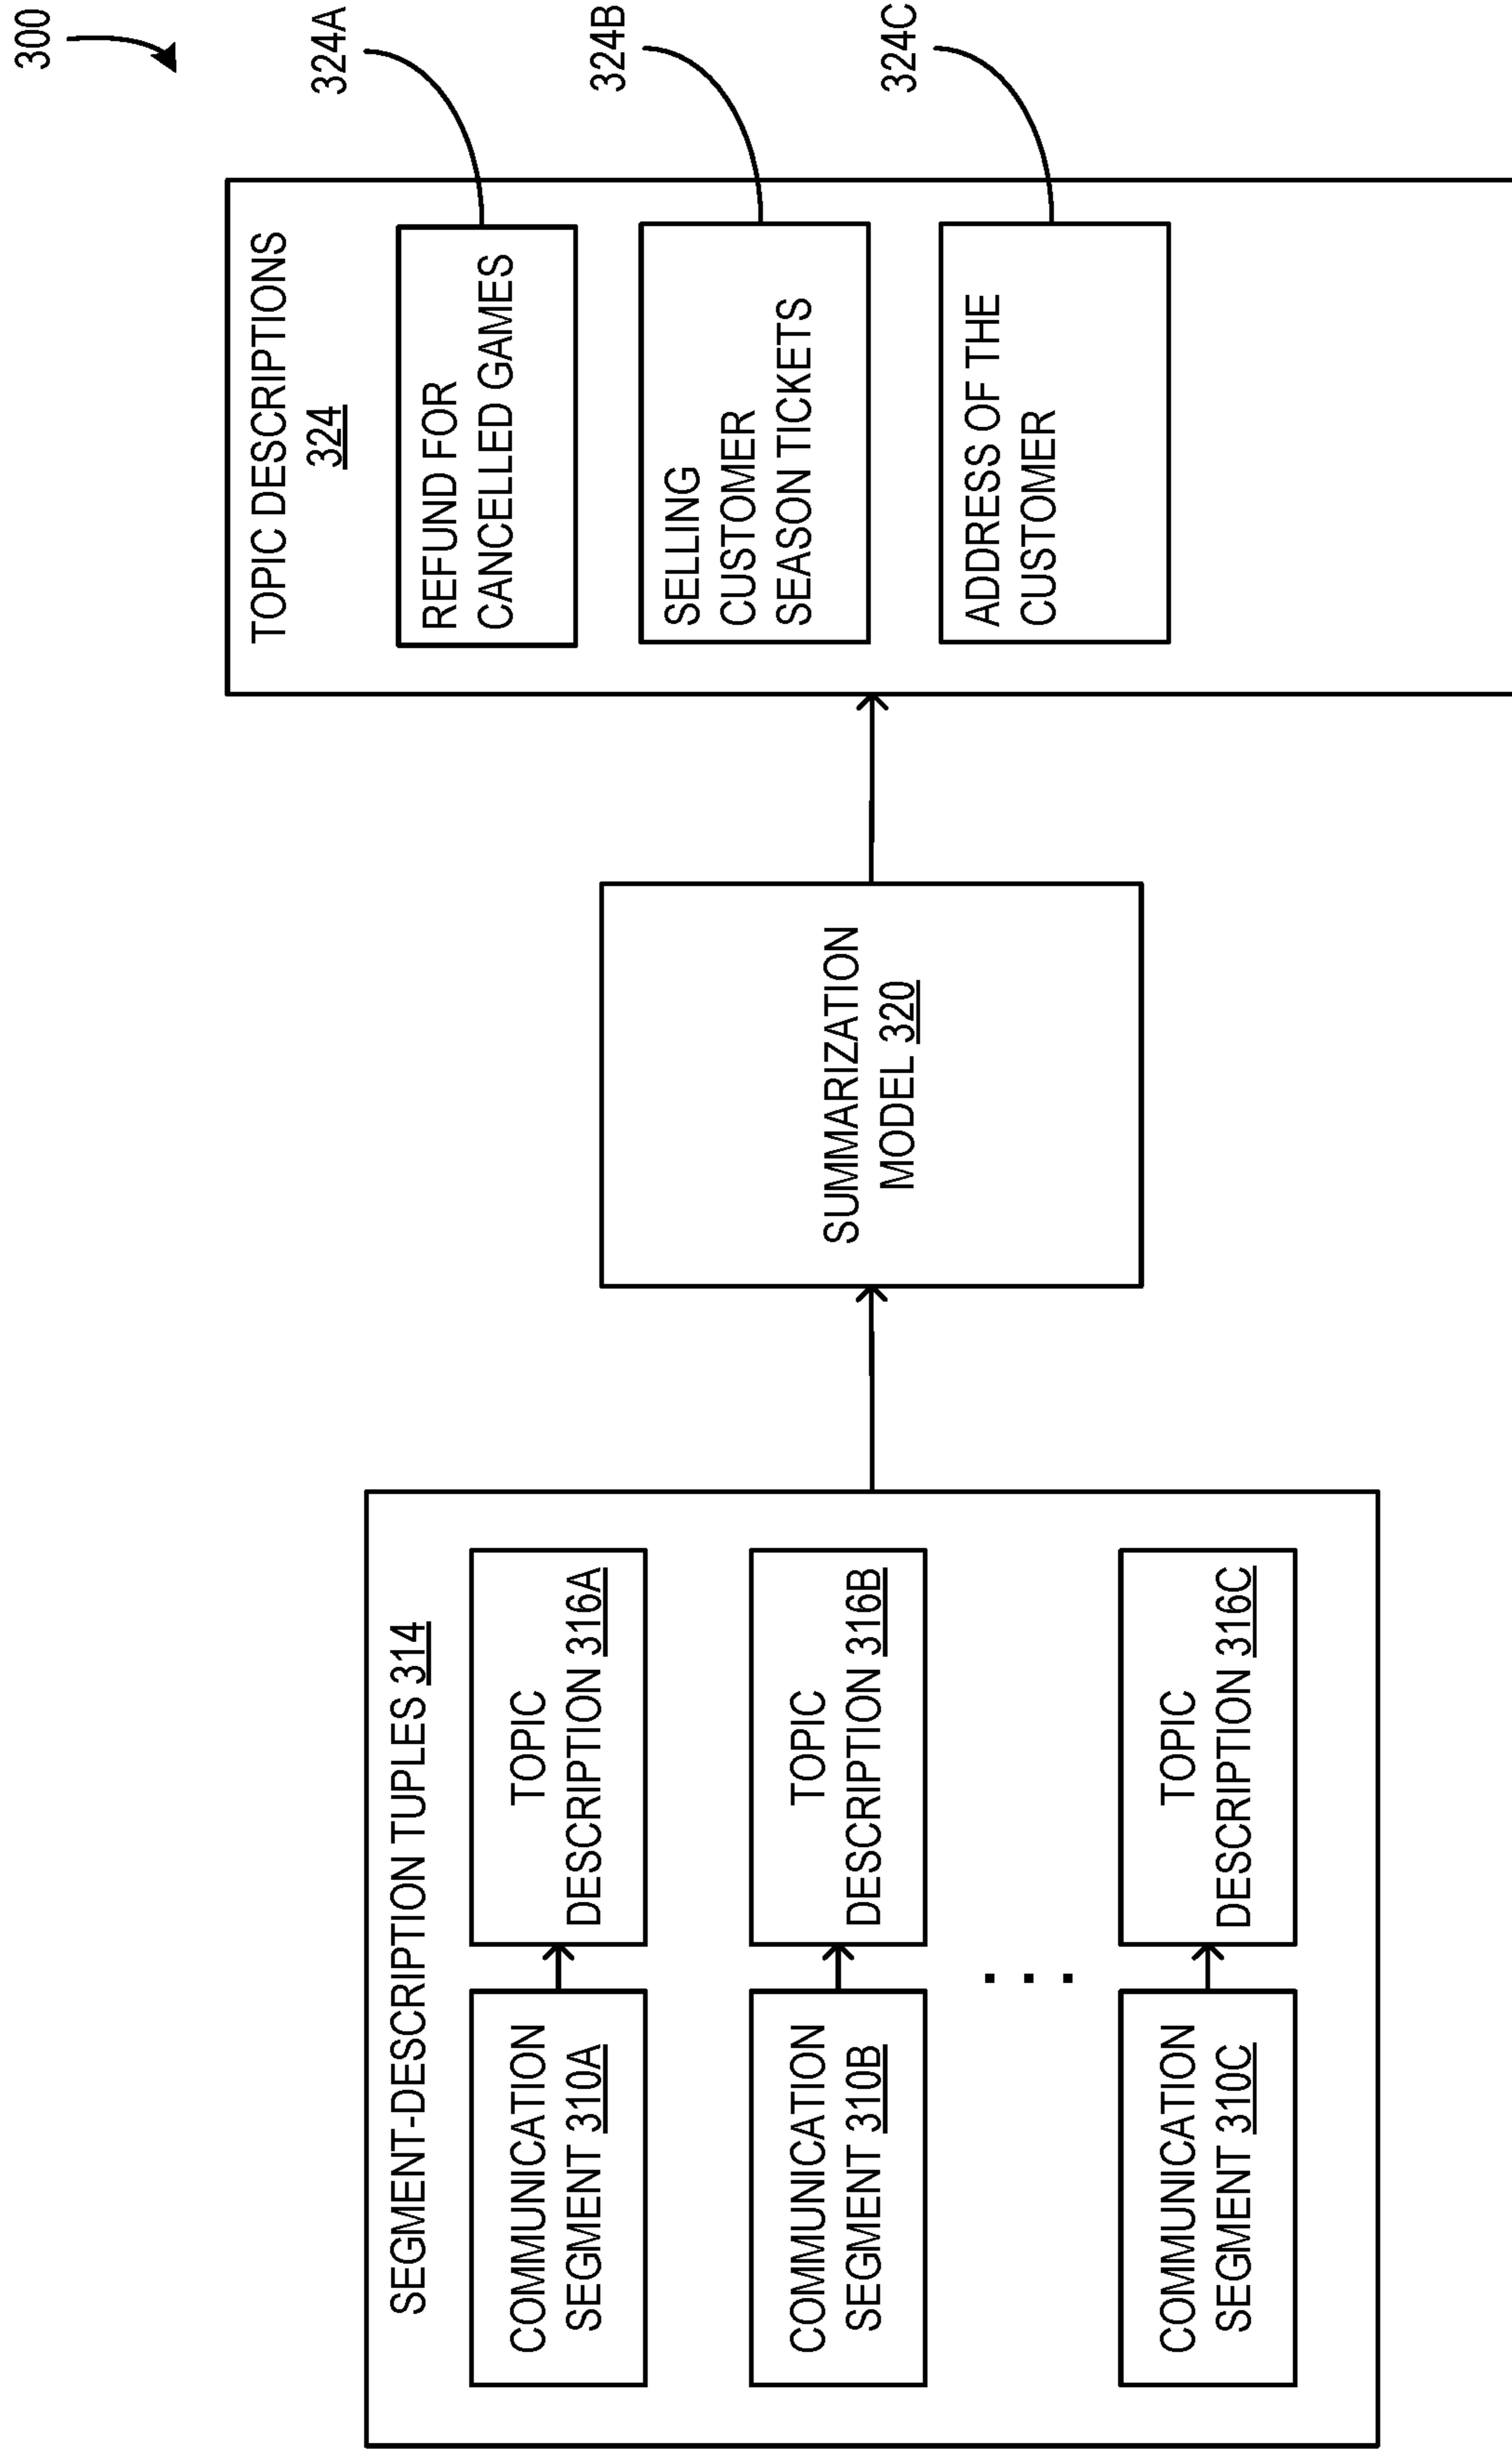 300
SEGMENT-DESCRIPTION TUPLES 314
COMMUNICATION
SEGMENT 310A
TOPIC
DESCRIPTION 316A
COMMUNICATION
SEGMENT 310B
TOPIC
DESCRIPTION 316B
. . .
COMMUNICATION
SEGMENT 310C
TOPIC
DESCRIPTION 316C
SUMMARIZATION
MODEL 320
TOPIC DESCRIPTIONS
324
REFUND FOR
CANCELLED GAMES
324A
SELLING
CUSTOMER
SEASON TICKETS
324B
ADDRESS OF THE
CUSTOMER
324C